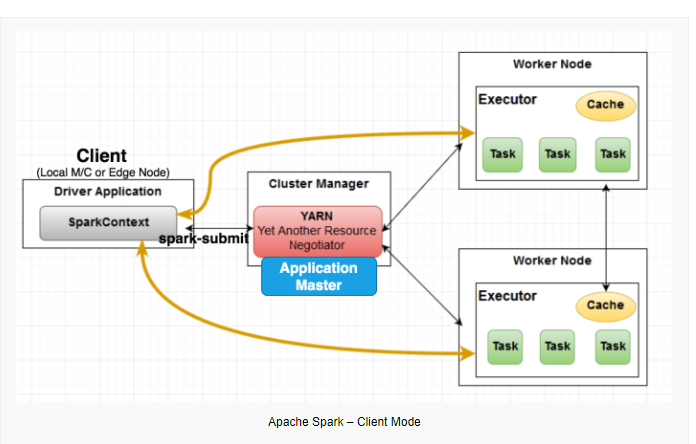 Client
(Local M/C or Edge Node)
Driver Application
SparkContext
spark-submit
Cluster Manager
YARN
Yet Another Resource
Negotiator
Application
Master
Worker Node
Executor
Cache
Task Task Task
Worker Node
Executor
Cache
Task Task Task
Apache Spark – Client Mode